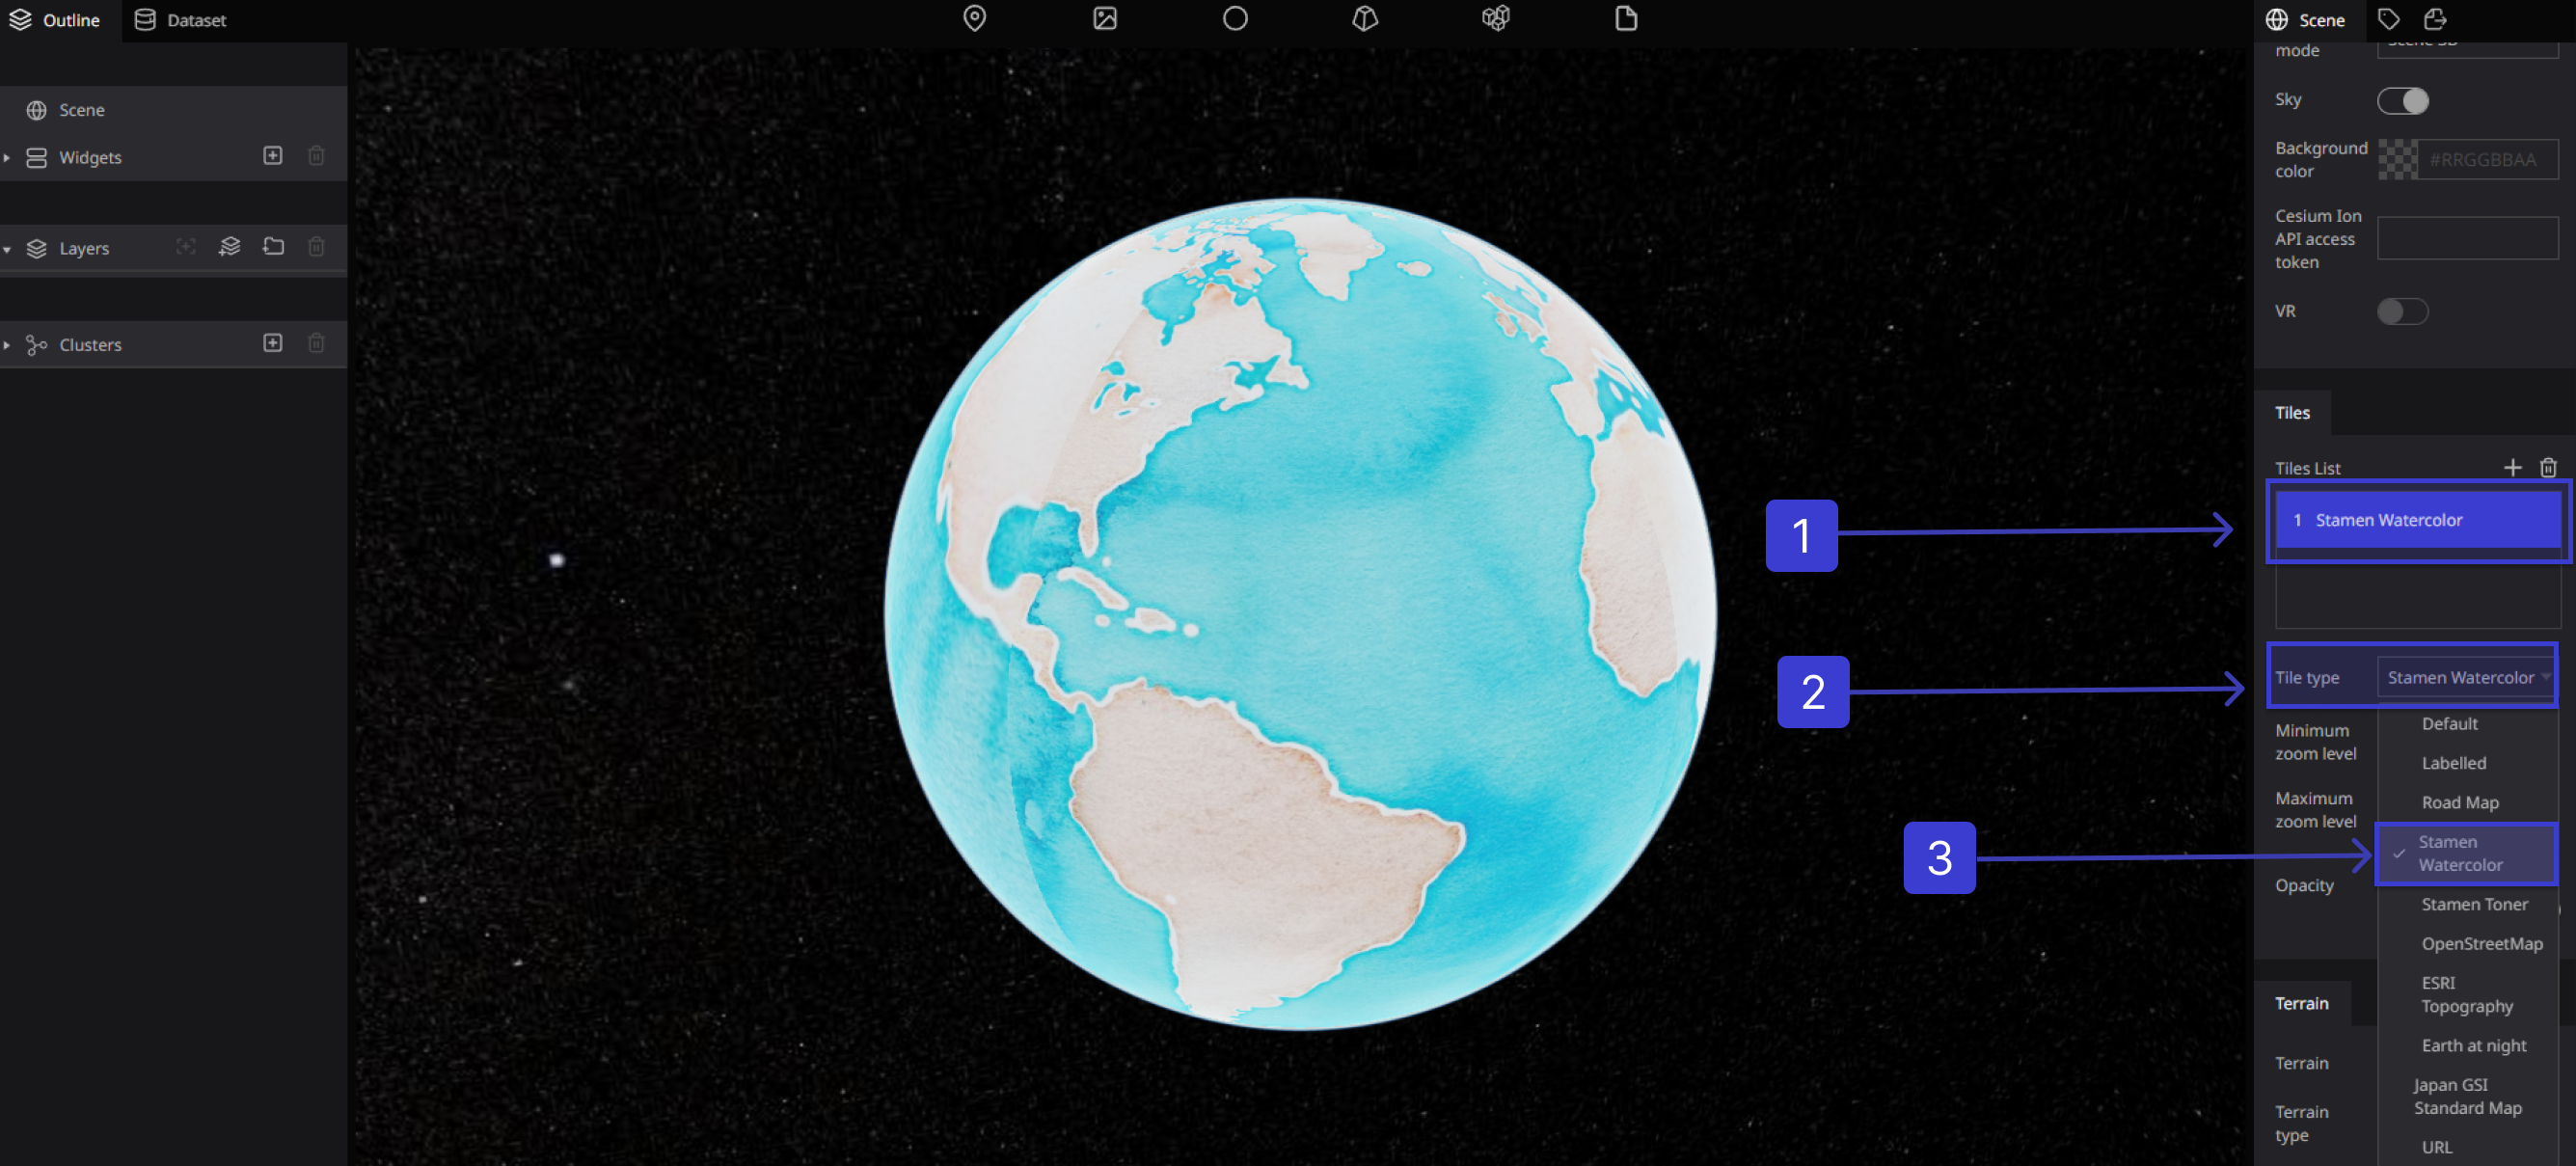 Outline
Dataset
Scene
Widgets
Layers
Clusters
1
2
3
Scene
mode
Scene 3D
Sky
Background
color
#RRGGBBAA
Cesium Ion
API access
token
VR
Tiles
Tiles List
1 Stamen Watercolor
Tile type
Stamen Watercolor
Default
Labelled
Road Map
Stamen
Watercolor
Stamen Toner
OpenStreetMap
ESRI
Topography
Earth at night
Japan GSI
Standard Map
URL
Minimum
zoom level
Maximum
zoom level
Opacity
Terrain
Terrain
Terrain
type